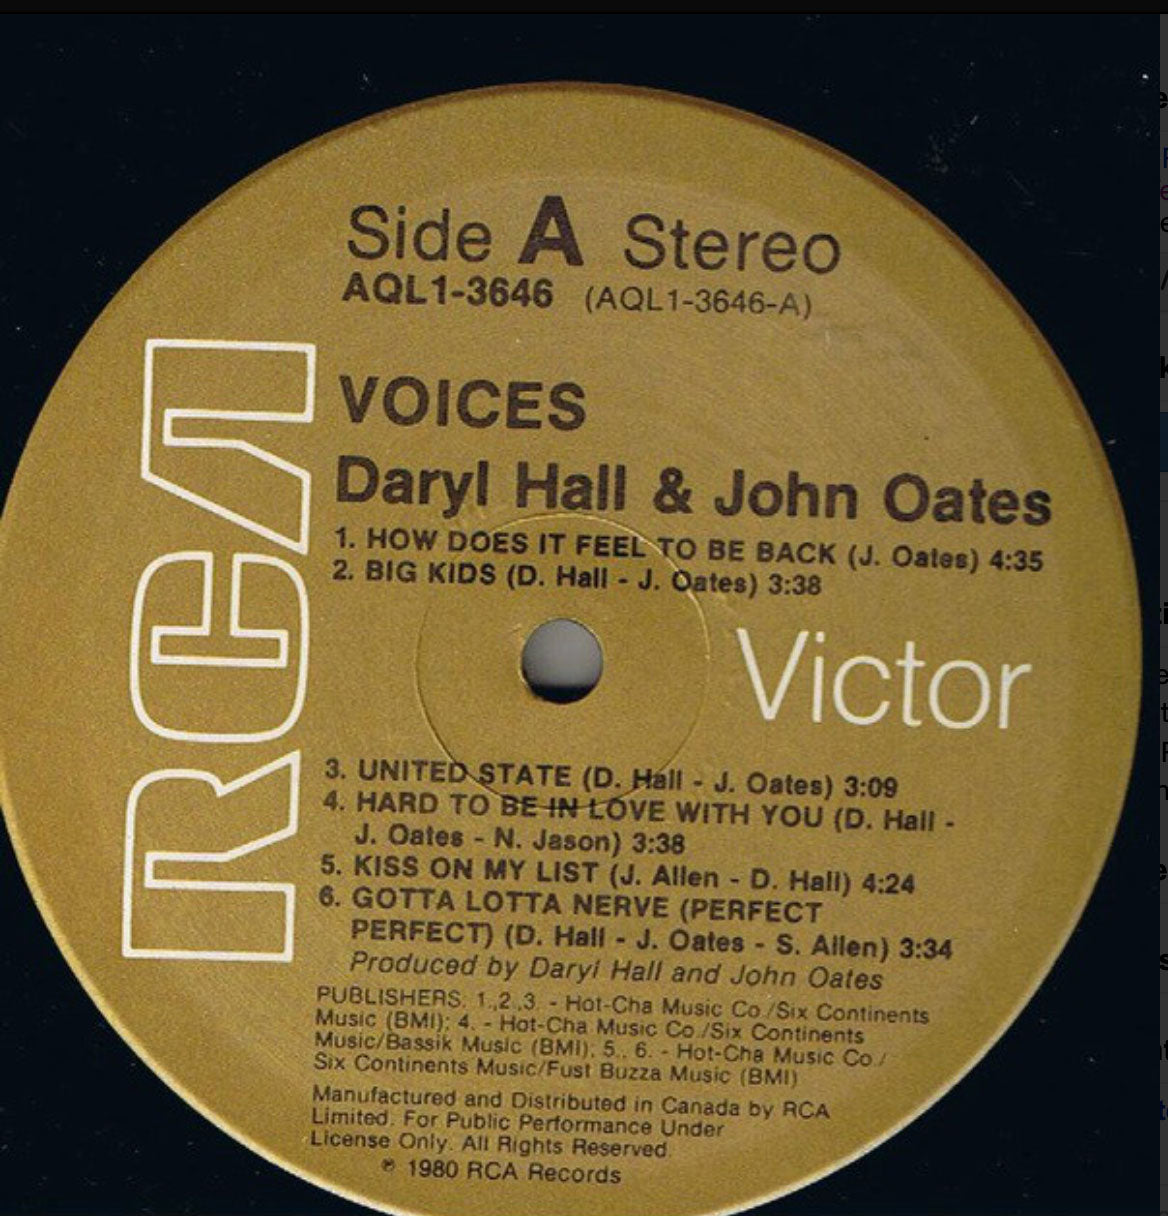 Side A Stereo
AQL1-3646 (AQL1-3646-A)
RCA
VOICES
Daryl Hall & John Oates
1. HOW DOES IT FEEL TO BE BACK (J. Oates) 4:35
2. BIG KIDS (D. Hall - J. Oates) 3:38
Victor
3. UNITED STATE (D. Hall - J. Oates) 3:09
4. HARD TO BE IN LOVE WITH YOU (D. Hall -
J. Oates - N. Jason) 3:38
5. KISS ON MY LIST (J. Allen - D. Hall) 4:24
6. GOTTA LOTTA NERVE (PERFECT
PERFECT) (D. Hall - J. Oates - S. Allen) 3:34
Produced by Daryl Hall and John Oates
PUBLISHERS: 1.,2.,3. - Hot-Cha Music Co./Six Continents
Music (BMI); 4. - Hot-Cha Music Co./Six Continents
Music/Bassik Music (BMI); 5., 6. - Hot-Cha Music Co./
Six Continents Music/Fust Buzza Music (BMI)
Manufactured and Distributed in Canada by RCA
Limited. For Public Performance Under
License Only. All Rights Reserved.
℗ 1980 RCA Records